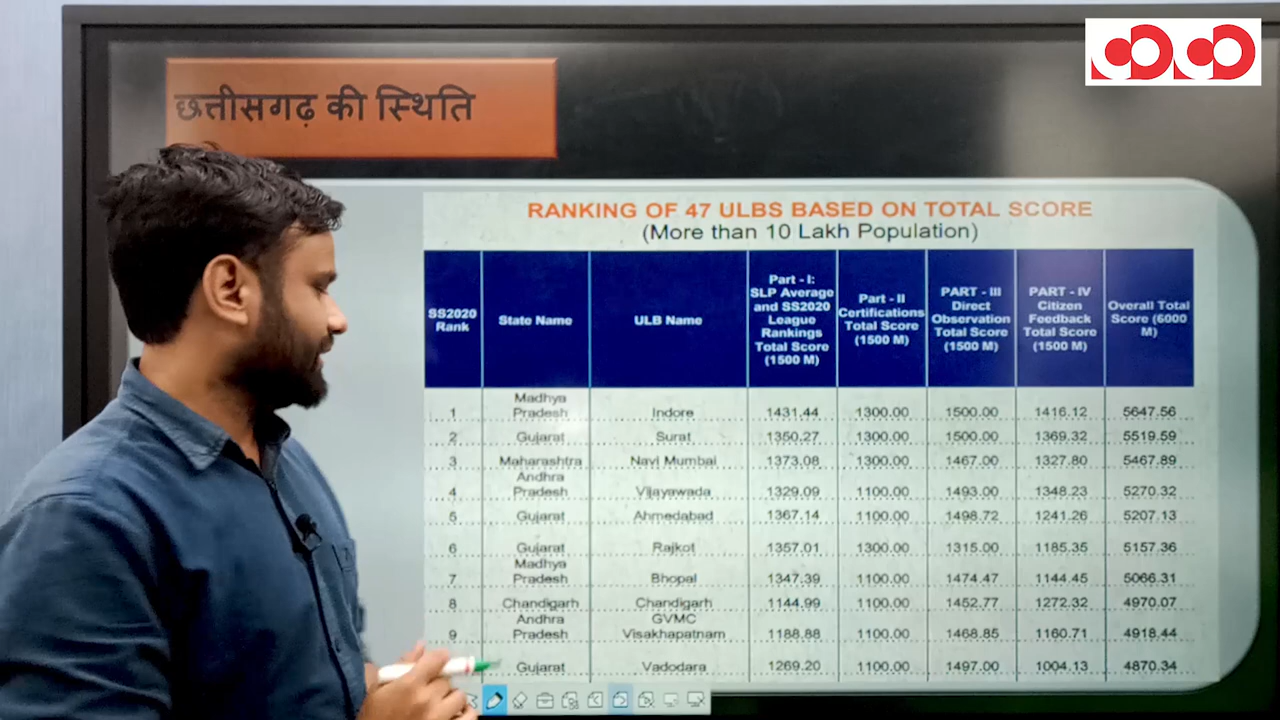 छत्तीसगढ़ की स्थिति
RANKING OF 47 ULBS BASED ON TOTAL SCORE
(More than 10 Lakh Population)
SS2020 Rank | State Name | ULB Name | Part - I: SLP Average and SS2020 League Rankings Total Score (1500 M) | Part - II Certifications Total Score (1500 M) | PART - III Direct Observation Total Score (1500 M) | PART - IV Citizen Feedback Total Score (1500 M) | Overall Total Score (6000 M)
1 | Madhya Pradesh | Indore | 1431.44 | 1300.00 | 1500.00 | 1416.12 | 5647.56
2 | Gujarat | Surat | 1350.27 | 1300.00 | 1500.00 | 1369.32 | 5519.59
3 | Maharashtra | Navi Mumbai | 1373.08 | 1300.00 | 1467.00 | 1327.80 | 5467.89
4 | Andhra Pradesh | Vijayawada | 1329.09 | 1100.00 | 1493.00 | 1348.23 | 5270.32
5 | Gujarat | Ahmedabad | 1367.14 | 1100.00 | 1498.72 | 1241.26 | 5207.13
6 | Gujarat | Rajkot | 1357.01 | 1300.00 | 1315.00 | 1185.35 | 5157.36
7 | Madhya Pradesh | Bhopal | 1347.39 | 1100.00 | 1474.47 | 1144.45 | 5066.31
8 | Chandigarh | Chandigarh | 1144.99 | 1100.00 | 1452.77 | 1272.32 | 4970.07
9 | Andhra Pradesh | GVMC Visakhapatnam | 1188.88 | 1100.00 | 1468.85 | 1160.71 | 4918.44
Gujarat | Vadodara | 1269.20 | 1100.00 | 1497.00 | 1004.13 | 4870.34